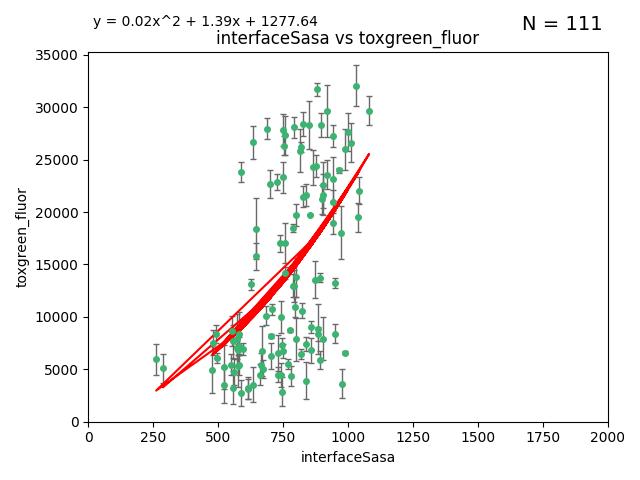 y = 0.02x^2 + 1.39x + 1277.64
N = 111
interfaceSasa vs toxgreen_fluor
35000
30000
25000
20000
15000
10000
5000
0
toxgreen_fluor
0 250 500 750 1000 1250 1500 1750 2000
interfaceSasa